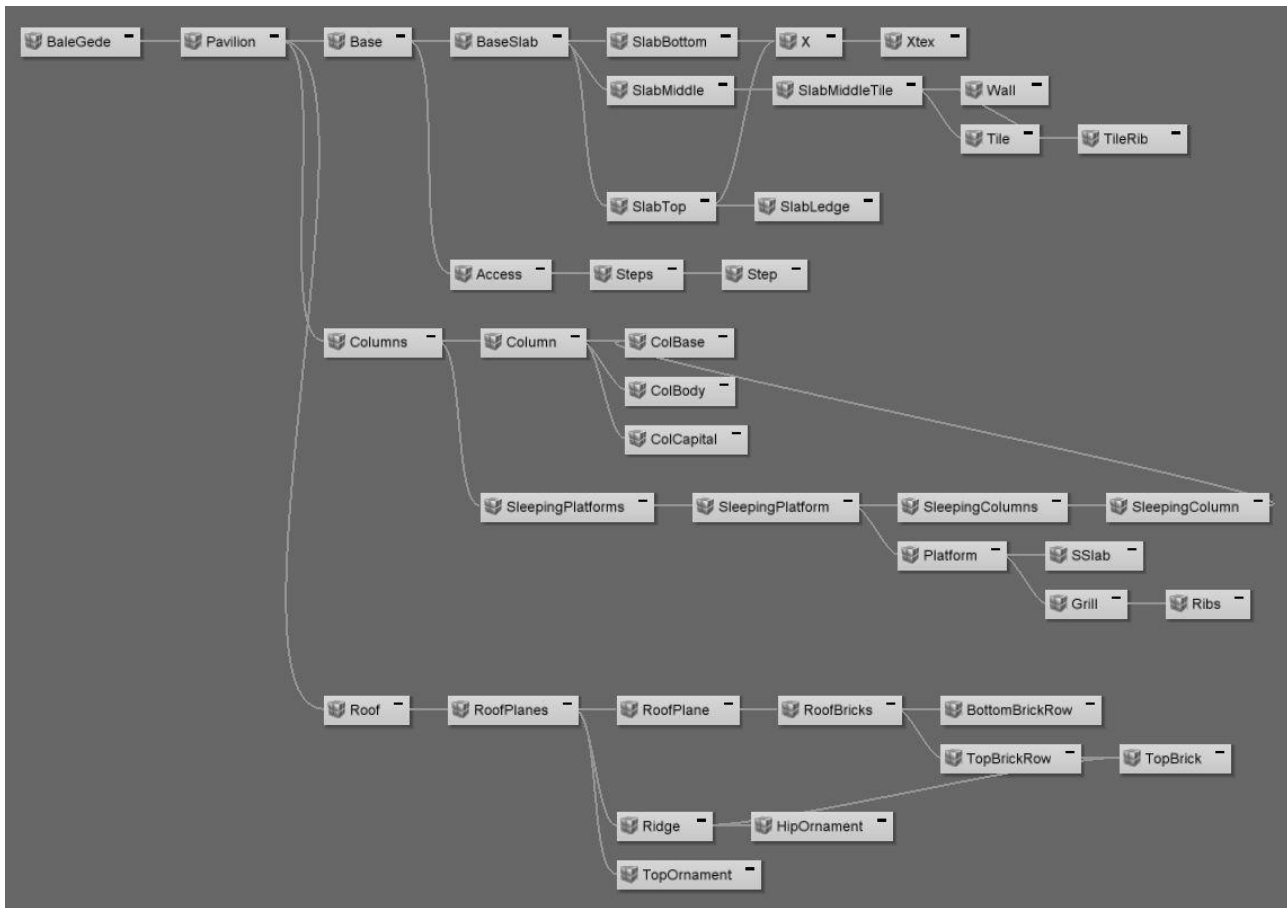 BaleGede Pavilion Base BaseSlab SlabBottom X Xtex
SlabMiddle SlabMiddleTile Wall
Tile TileRib
SlabTop SlabLedge
Access Steps Step
Columns Column ColBase
ColBody
ColCapital
SleepingPlatforms SleepingPlatform SleepingColumns SleepingColumn
Platform SSlab
Grill Ribs
Roof RoofPlanes RoofPlane RoofBricks BottomBrickRow
TopBrickRow TopBrick
Ridge HipOrnament
TopOrnament